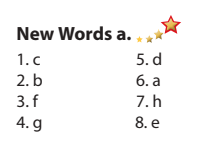 New Words a.
1. c 5. d
2. b 6. a
3. f 7. h
4. g 8. e